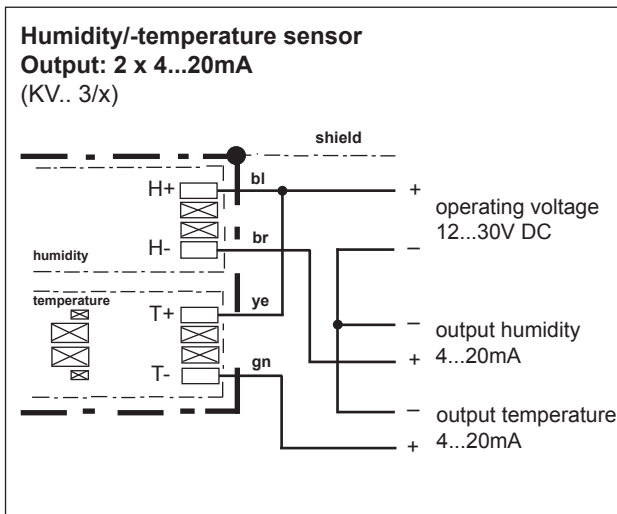 Humidity/-temperature sensor
Output: 2 x 4...20mA
(KV.. 3/x)
shield
H+
bl
+
operating voltage
12...30V DC
H-
br
–
humidity
temperature
T+
ye
–
output humidity
+
4...20mA
T-
gn
–
output temperature
+
4...20mA